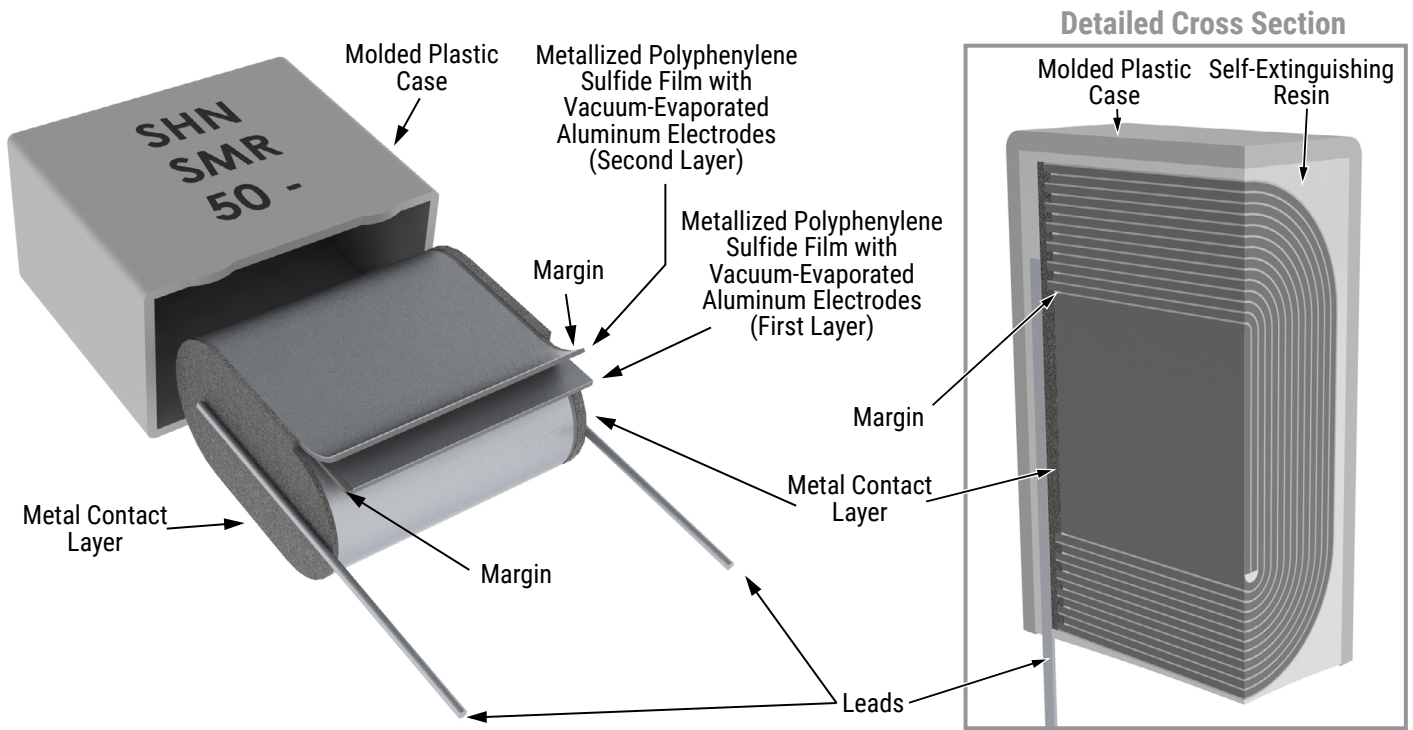 Detailed Cross Section
Molded Plastic
Case
Metallized Polyphenylene
Sulfide Film with
Vacuum-Evaporated
Aluminum Electrodes
(Second Layer)
Molded Plastic
Case
Self-Extinguishing
Resin
SHN
SMR
50 -
Metallized Polyphenylene
Sulfide Film with
Vacuum-Evaporated
Aluminum Electrodes
(First Layer)
Margin
Margin
Metal Contact
Layer
Metal Contact
Layer
Margin
Leads